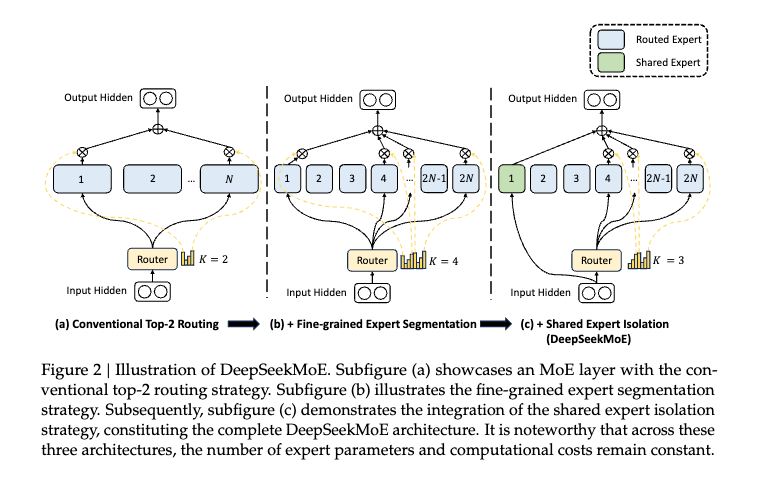 Routed Expert
Shared Expert
Output Hidden
1
2
...
N
Router
K = 2
Input Hidden
(a) Conventional Top-2 Routing
Output Hidden
1
2
3
4
...
2N-1
2N
Router
K = 4
Input Hidden
(b) + Fine-grained Expert Segmentation
Output Hidden
1
2
3
4
...
2N-1
2N
Router
K = 3
Input Hidden
(c) + Shared Expert Isolation
(DeepSeekMoE)
Figure 2 | Illustration of DeepSeekMoE. Subfigure (a) showcases an MoE layer with the con-
ventional top-2 routing strategy. Subfigure (b) illustrates the fine-grained expert segmentation
strategy. Subsequently, subfigure (c) demonstrates the integration of the shared expert isolation
strategy, constituting the complete DeepSeekMoE architecture. It is noteworthy that across these
three architectures, the number of expert parameters and computational costs remain constant.